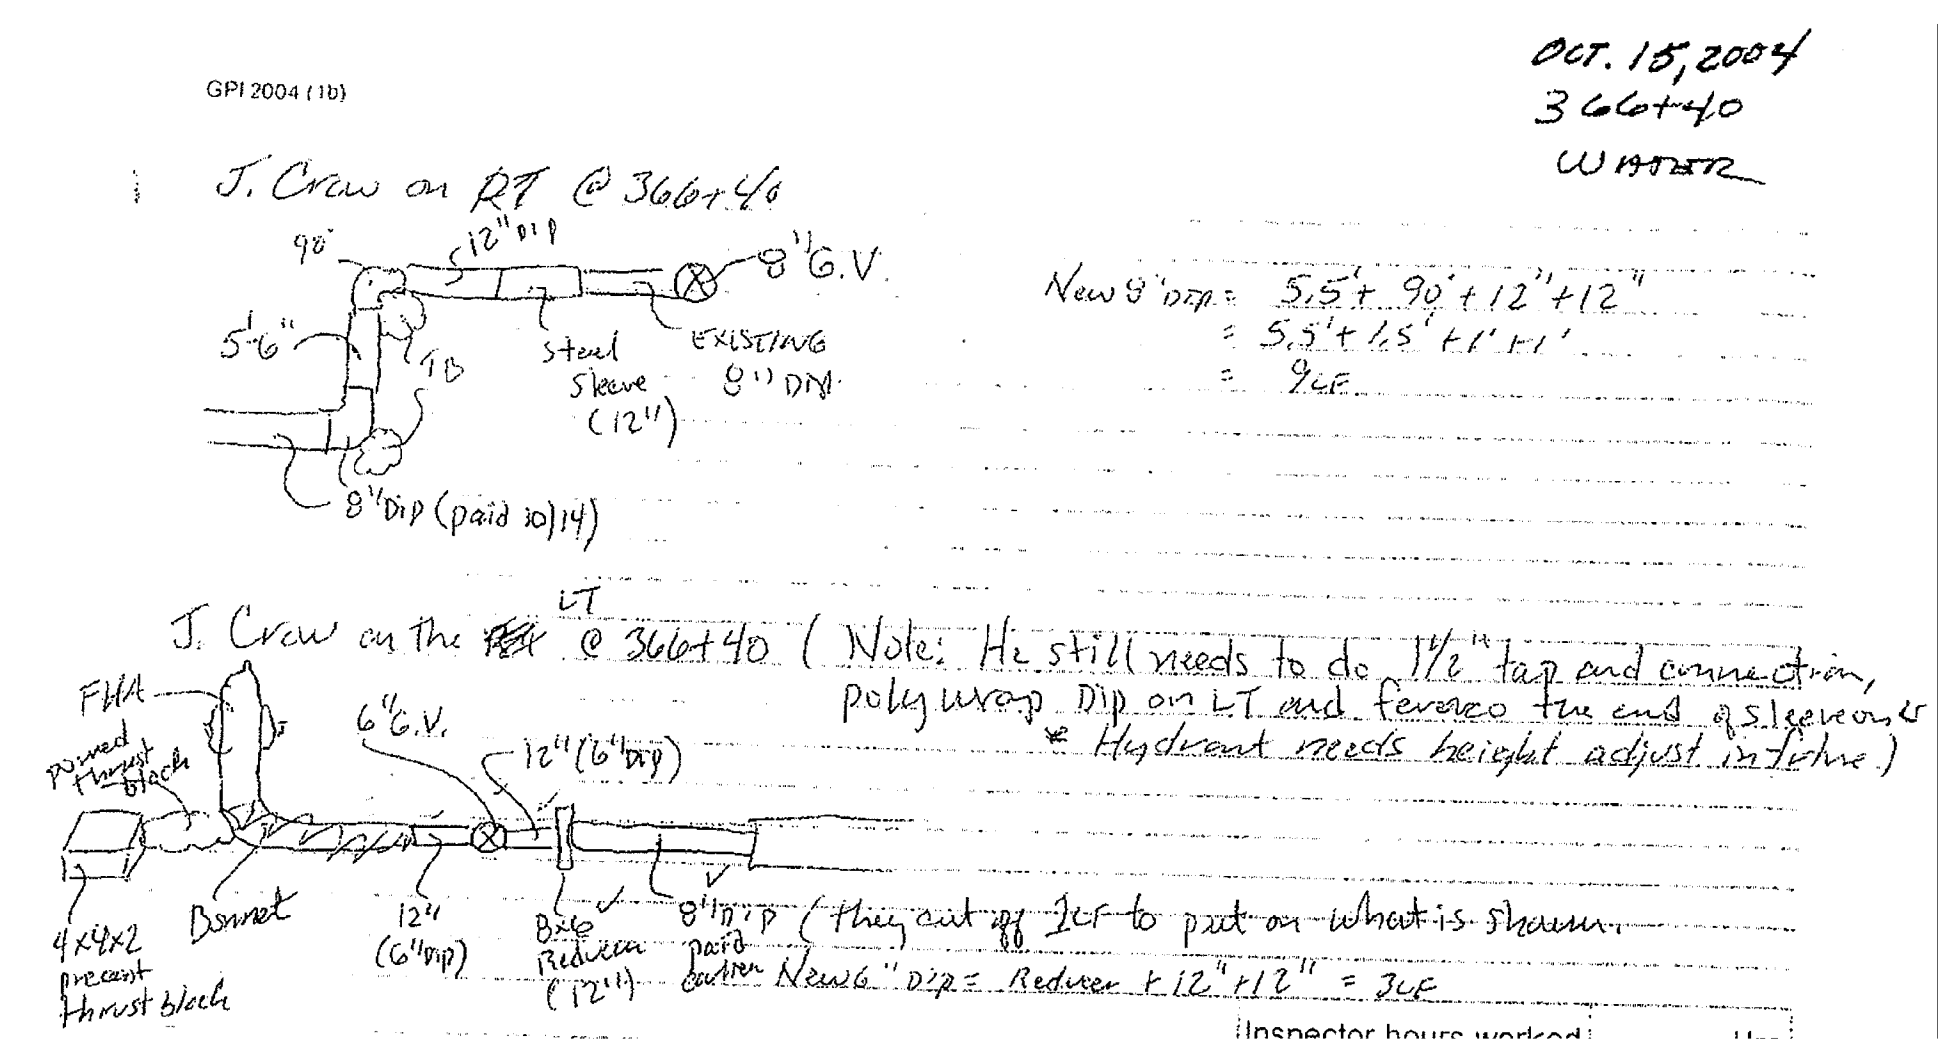 OCT. 15, 2004
366+40
WATER
GPI 2004 (1b)
J. Crew on RT @ 366+40
90°
12" DIP
8" G.V.
5'-6"
TB
Steel
Sleeve
(12")
EXISTING
8" DIP.
8" Dip (paid 10/14)
New 8" DIP = 5.5' + 90° + 12" + 12"
= 5.5' + 1.5' + 1' + 1'
= 9LF
LT
J. Crew on the @ 366+40 ( Note: He still needs to do 1 1/2" tap and connection,
polywrap Dip on LT and the end of sleeve on LT
* Hydrant needs height adjust in future.)
FHA
6" G.V.
12" (6" DIP)
poured
thrust
block
4x4x2
precast
thrust block
Bonnet
12"
(6" DIP)
8x6
Reducer
(12")
8" DIP (they cut off 1LF to put on what is shown.
paid
earlier
New 6" DIP = Reducer + 12" + 12" = 3LF
Inspector hours worked
Hrs